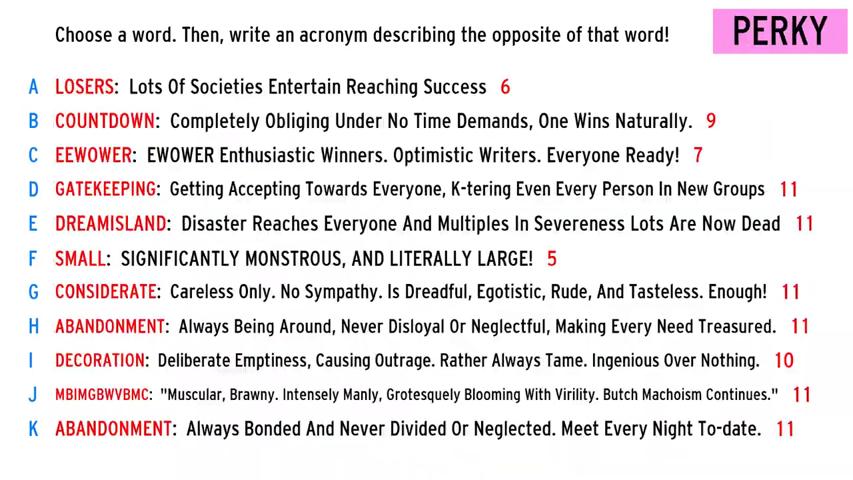 Choose a word. Then, write an acronym describing the opposite of that word!
PERKY
A LOSERS: Lots Of Societies Entertain Reaching Success 6
B COUNTDOWN: Completely Obliging Under No Time Demands, One Wins Naturally. 9
C EEWOWER: EWOWER Enthusiastic Winners. Optimistic Writers. Everyone Ready! 7
D GATEKEEPING: Getting Accepting Towards Everyone, K-tering Even Every Person In New Groups 11
E DREAMISLAND: Disaster Reaches Everyone And Multiples In Severeness Lots Are Now Dead 11
F SMALL: SIGNIFICANTLY MONSTROUS, AND LITERALLY LARGE! 5
G CONSIDERATE: Careless Only. No Sympathy. Is Dreadful, Egotistic, Rude, And Tasteless. Enough! 11
H ABANDONMENT: Always Being Around, Never Disloyal Or Neglectful, Making Every Need Treasured. 11
I DECORATION: Deliberate Emptiness, Causing Outrage. Rather Always Tame. Ingenious Over Nothing. 10
J MBIMGBWVBMC: "Muscular, Brawny. Intensely Manly, Grotesquely Blooming With Virility. Butch Machoism Continues." 11
K ABANDONMENT: Always Bonded And Never Divided Or Neglected. Meet Every Night To-date. 11